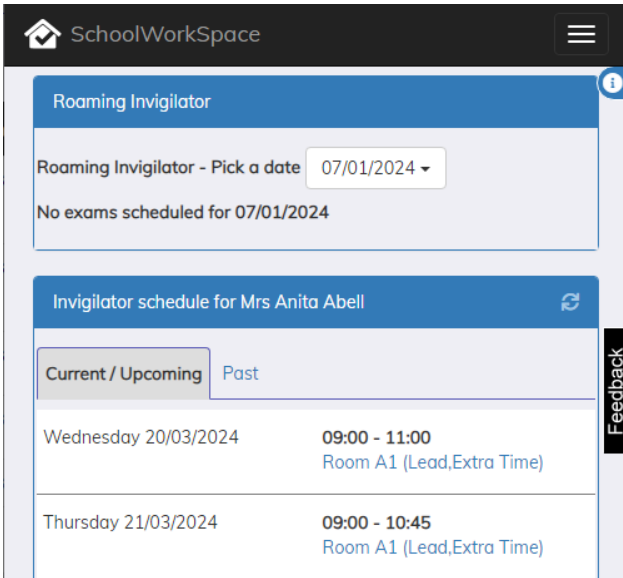 SchoolWorkSpace
Roaming Invigilator
Roaming Invigilator - Pick a date 07/01/2024
No exams scheduled for 07/01/2024
Invigilator schedule for Mrs Anita Abell
Current / Upcoming Past
Wednesday 20/03/2024 09:00 - 11:00
Room A1 (Lead,Extra Time)
Thursday 21/03/2024 09:00 - 10:45
Room A1 (Lead,Extra Time)
Feedback